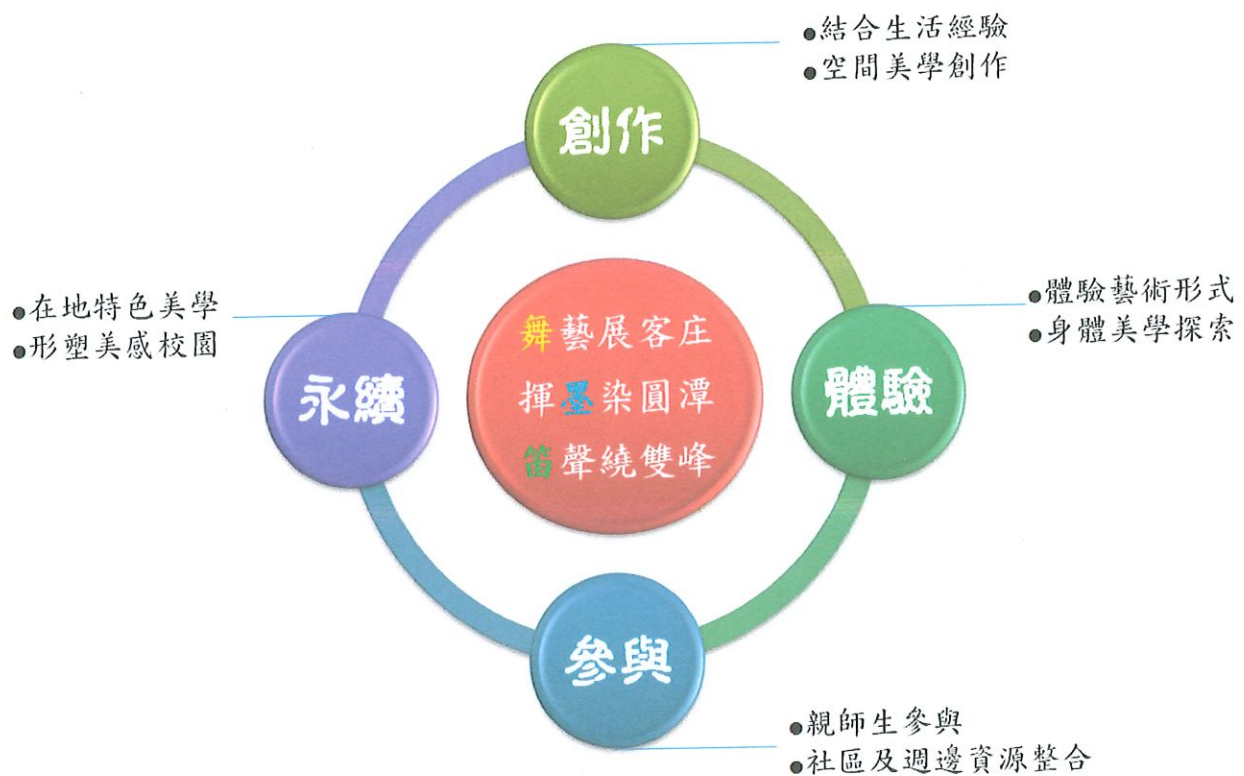 ●結合生活經驗
●空間美學創作
創作
●在地特色美學
●形塑美感校園
永續
舞藝展客庄
揮墨染圓潭
笛聲繞雙峰
●體驗藝術形式
●身體美學探索
體驗
參與
●親師生參與
●社區及週邊資源整合